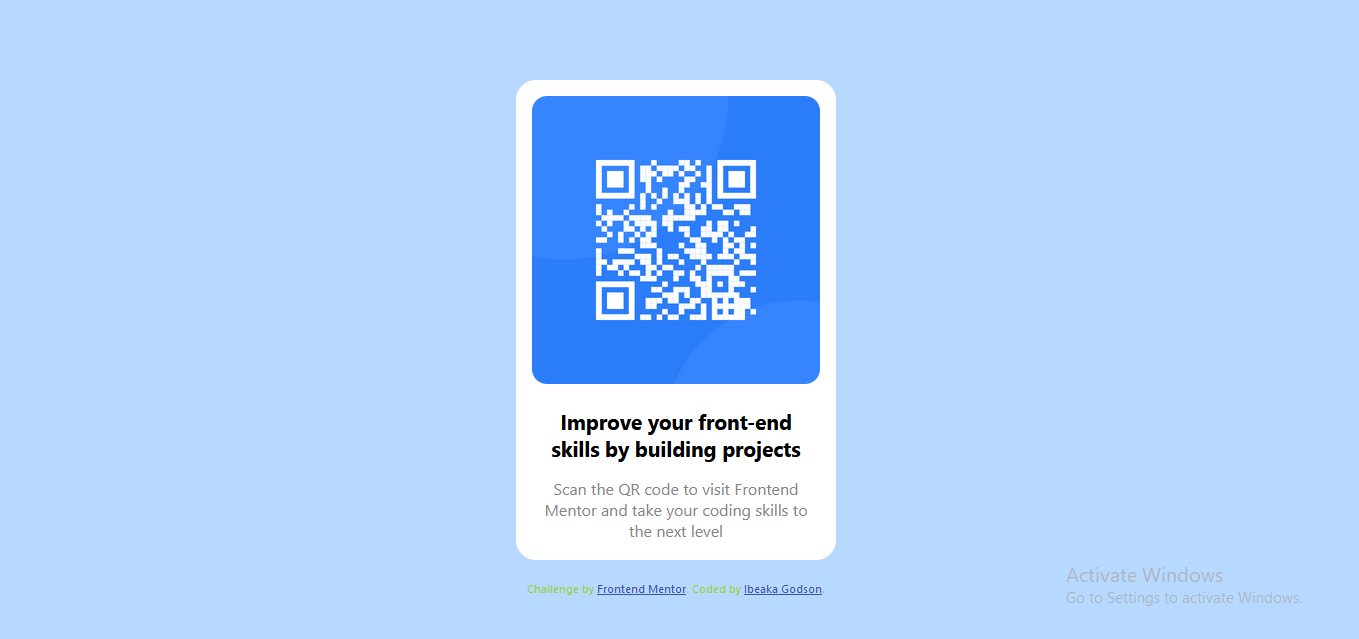 Improve your front-end
skills by building projects
Scan the QR code to visit Frontend
Mentor and take your coding skills to
the next level
Challenge by Frontend Mentor. Coded by Ibeaka Godson.
Activate Windows
Go to Settings to activate Windows.